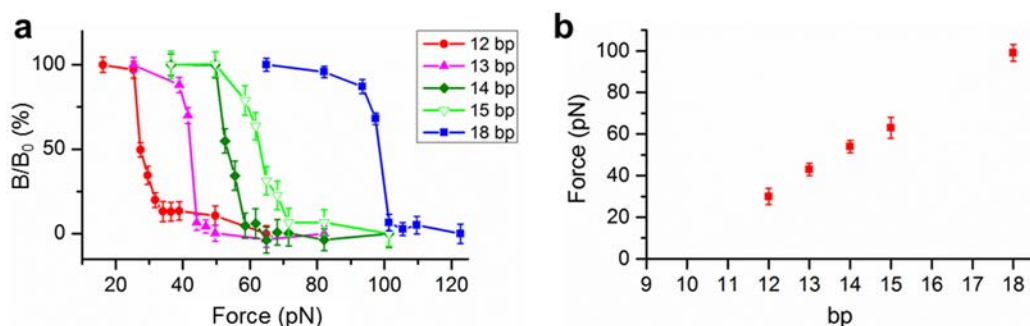 a
B/B₀ (%)
100
50
0
20 40 60 80 100 120
Force (pN)
12 bp
13 bp
14 bp
15 bp
18 bp
b
Force (pN)
100
80
60
40
20
0
9 10 11 12 13 14 15 16 17 18
bp